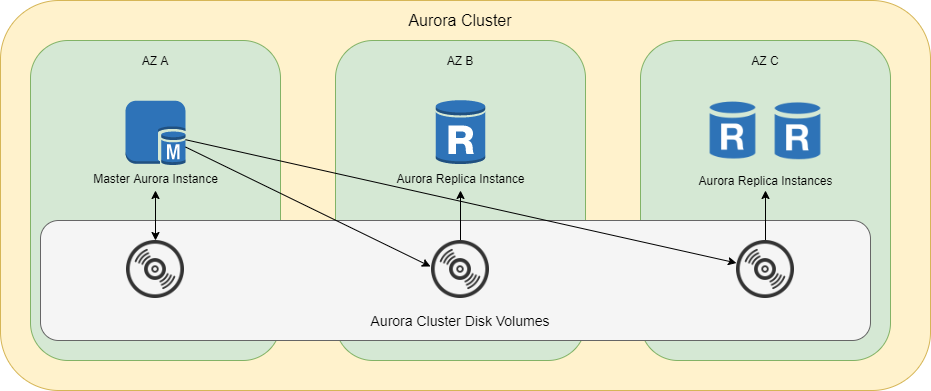 Aurora Cluster
AZ A
AZ B
AZ C
M
R
R
R
Master Aurora Instance
Aurora Replica Instance
Aurora Replica Instances
Aurora Cluster Disk Volumes